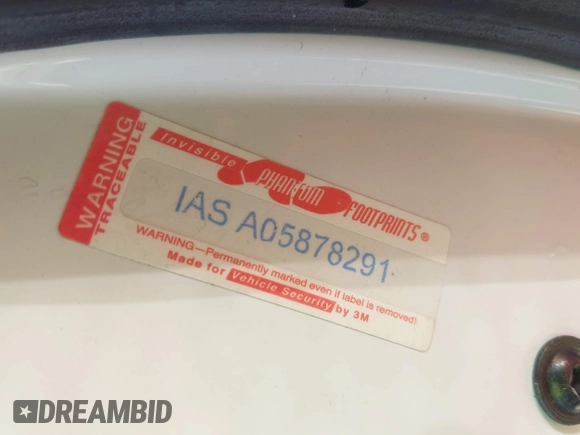 WARNING
TRACEABLE
Invisible
PHANTOM
FOOTPRINTS®
IAS A05878291
WARNING—Permanently marked even if label is removed!
Made for Vehicle Security by 3M
DREAMBID